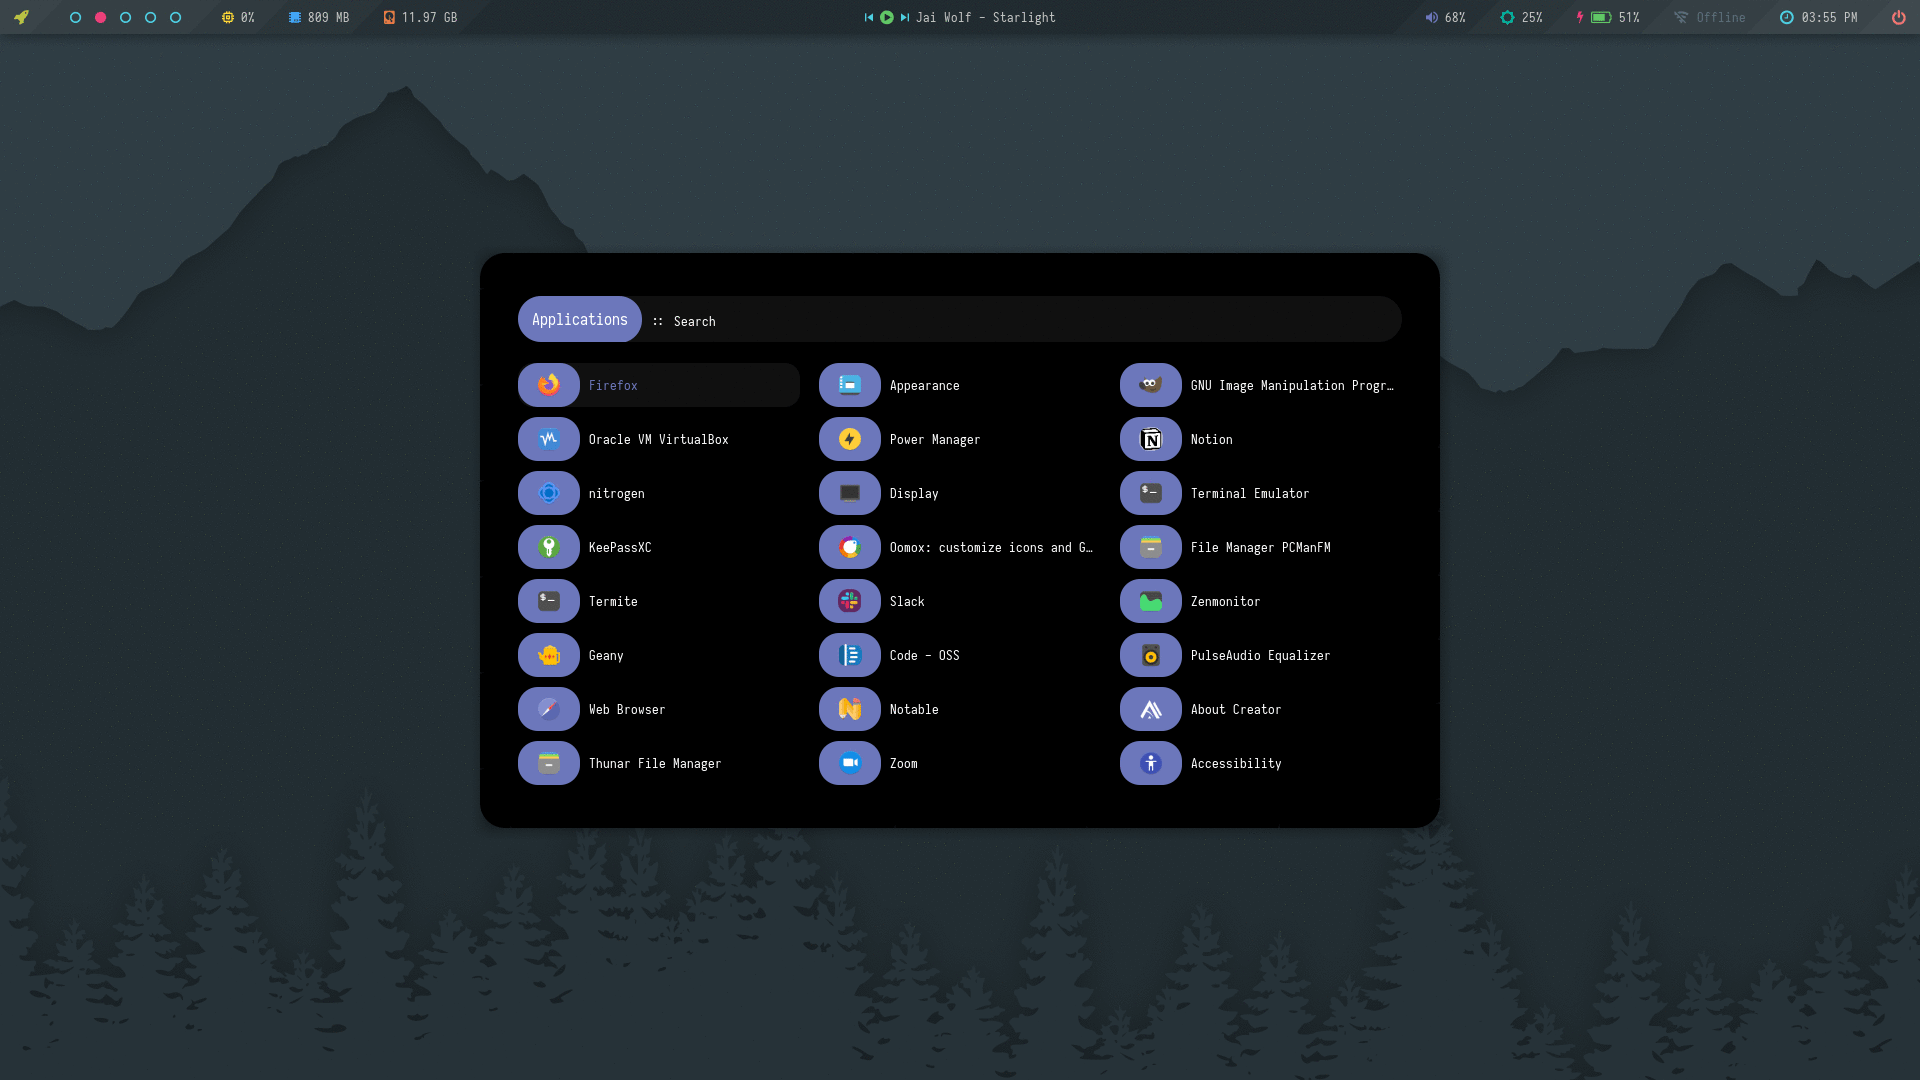 0% 809 MB 11.97 GB Jai Wolf - Starlight 68% 25% 51% Offline 03:55 PM
Applications :: Search
Firefox Appearance GNU Image Manipulation Progr…
Oracle VM VirtualBox Power Manager Notion
nitrogen Display Terminal Emulator
KeePassXC Oomox: customize icons and G… File Manager PCManFM
Termite Slack Zenmonitor
Geany Code - OSS PulseAudio Equalizer
Web Browser Notable About Creator
Thunar File Manager Zoom Accessibility